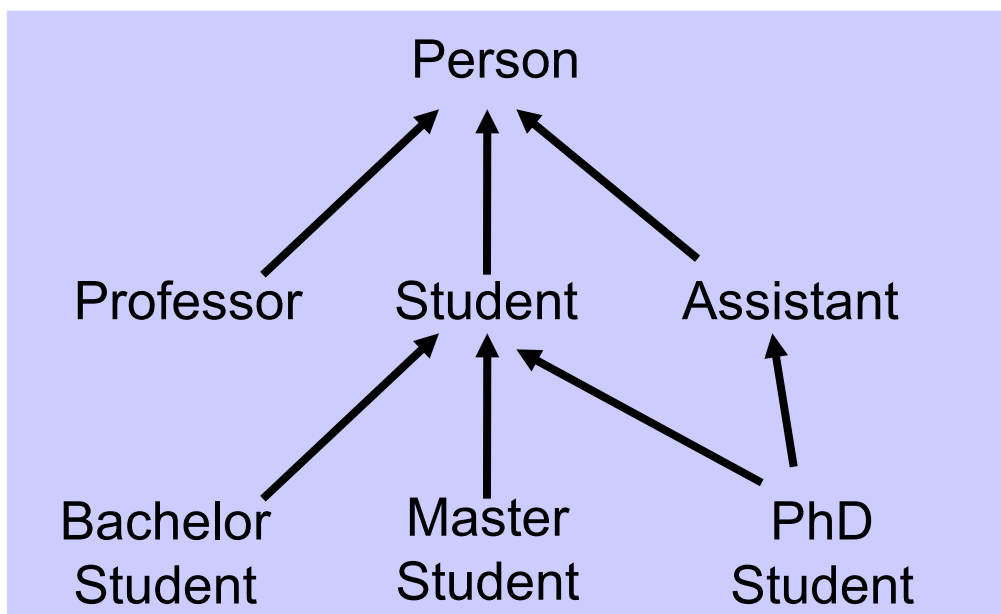 Person
Professor Student Assistant
Bachelor Student
Master Student
PhD Student